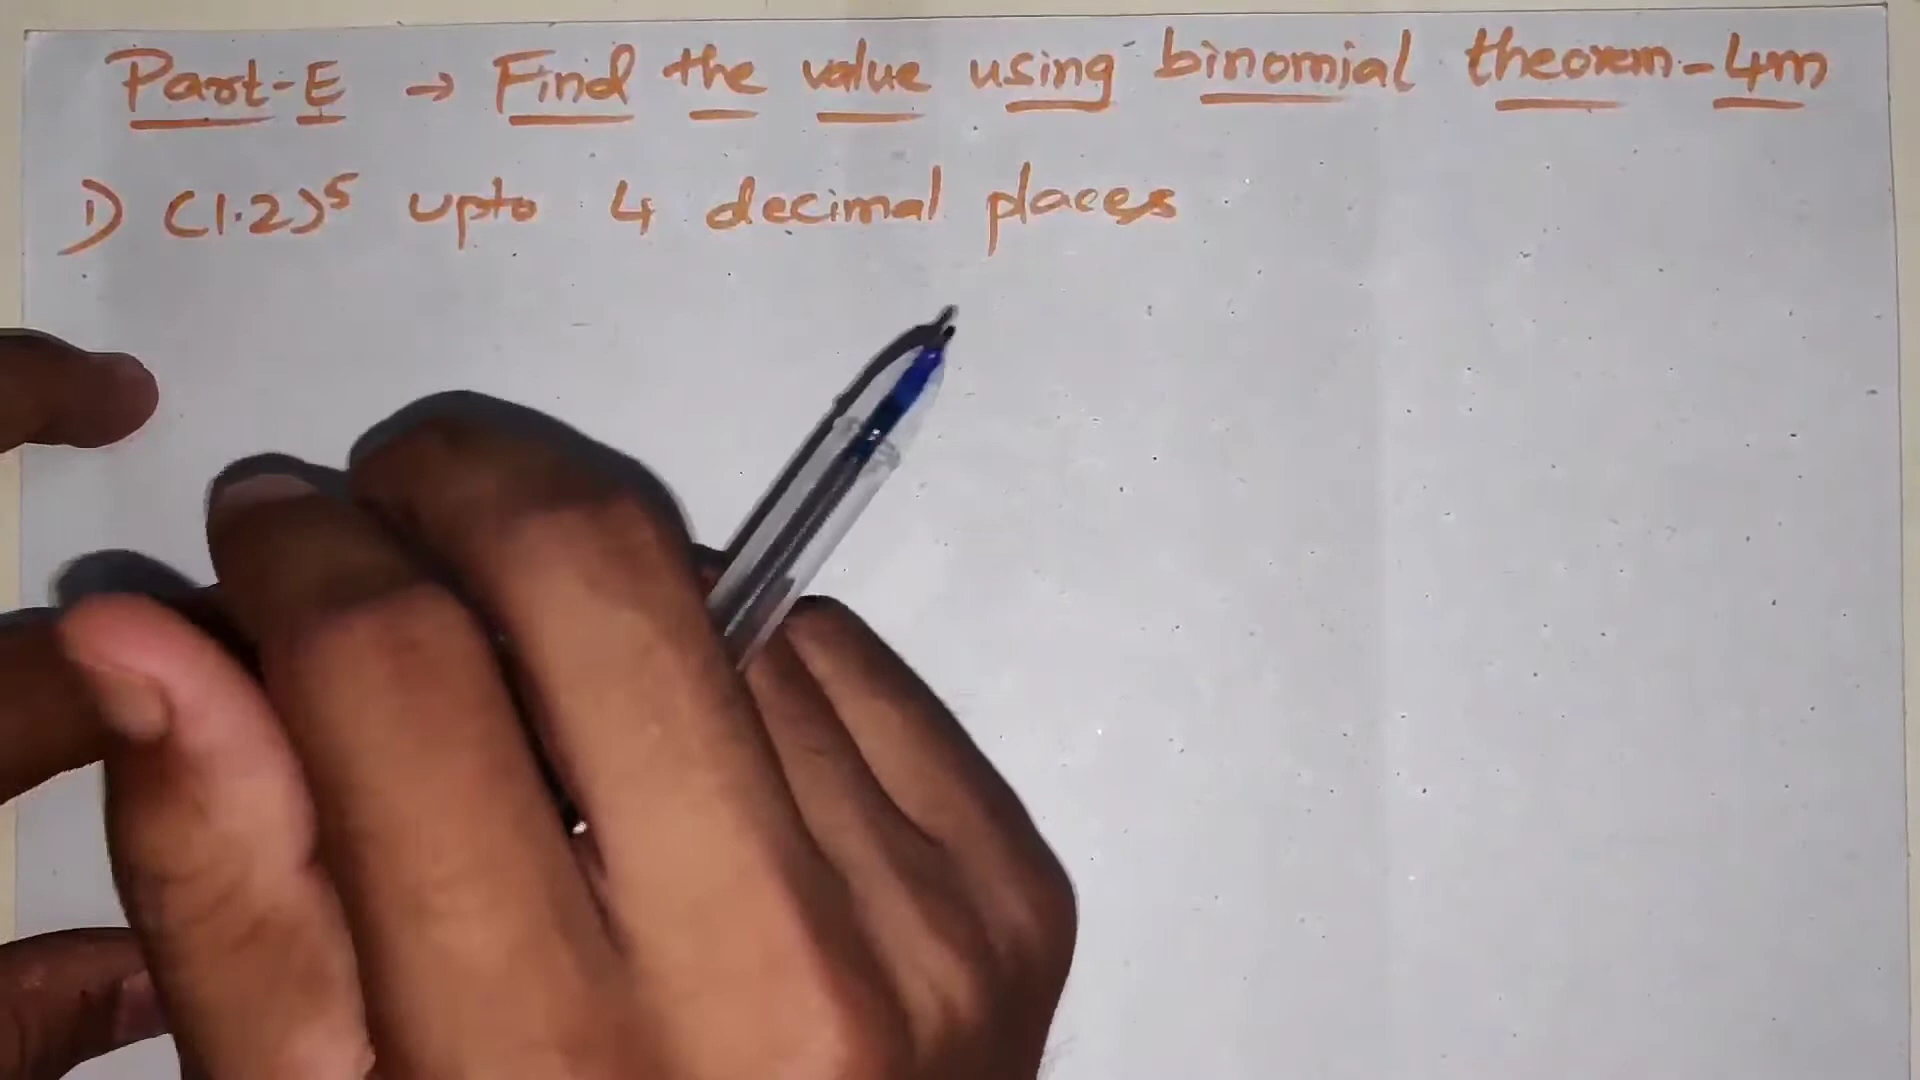 Part-E → Find the value using binomial theorem - 4m
1) (1.2)⁵ upto 4 decimal places